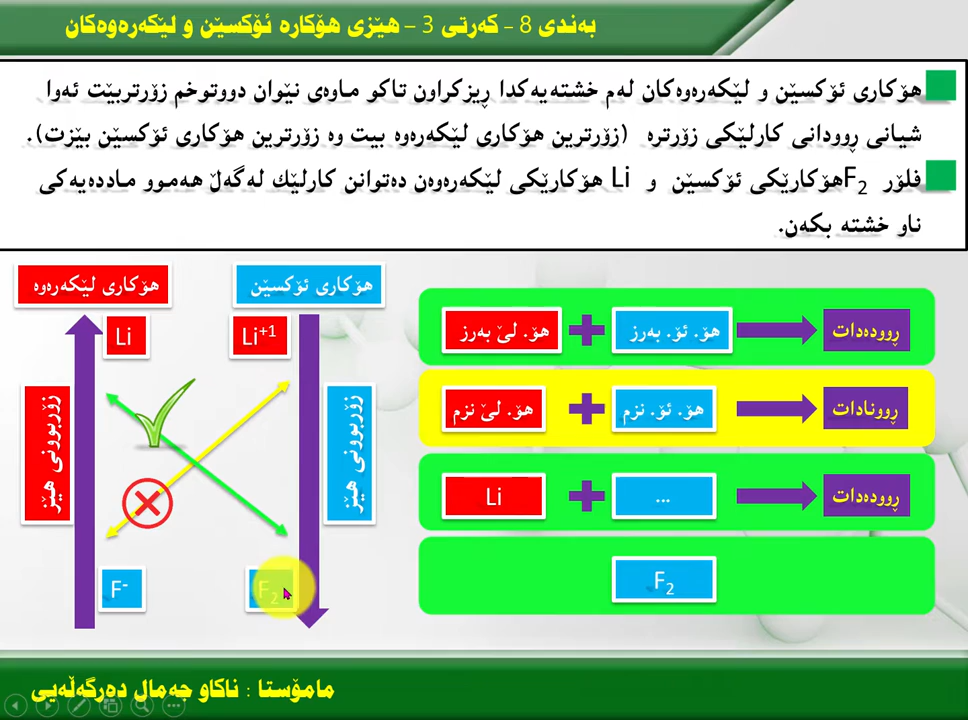 بەندی 8 - کەرتی 3 - هێزی هۆکارە ئۆکسێن و لێکەرەوەکان
هۆکاری ئۆکسێن و لێکەرەوەکان لەم خشتەیەکدا ڕیزکراون تاکو ماوەی نێوان دووتوخم زۆرتربێت ئەوا
شیانی ڕوودانی کارلێکی زۆرترە (زۆرترین هۆکاری لێکەرەوە بیت وە زۆرترین هۆکاری ئۆکسێن بێزت).
فلۆر F₂هۆکارێکی ئۆکسێن و Li هۆکارێکی لێکەرەوەن دەتوانن کارلێك لەگەڵ هەموو ماددەیەکی
ناو خشتە بکەن.
هۆکاری ئۆکسێن
هۆکاری لێکەرەوە
Li
Li⁺¹
زۆربوونی هێز
زۆربوونی هێز
F⁻
F₂
هۆ. لێ بەرز + هۆ. ئۆ. بەرز ڕوودەدات
هۆ. لێ نزم + هۆ. ئۆ. نزم ڕوونادات
Li + ... ڕوودەدات
F₂
مامۆستا : ناکاو جەمال دەرگەڵەیی